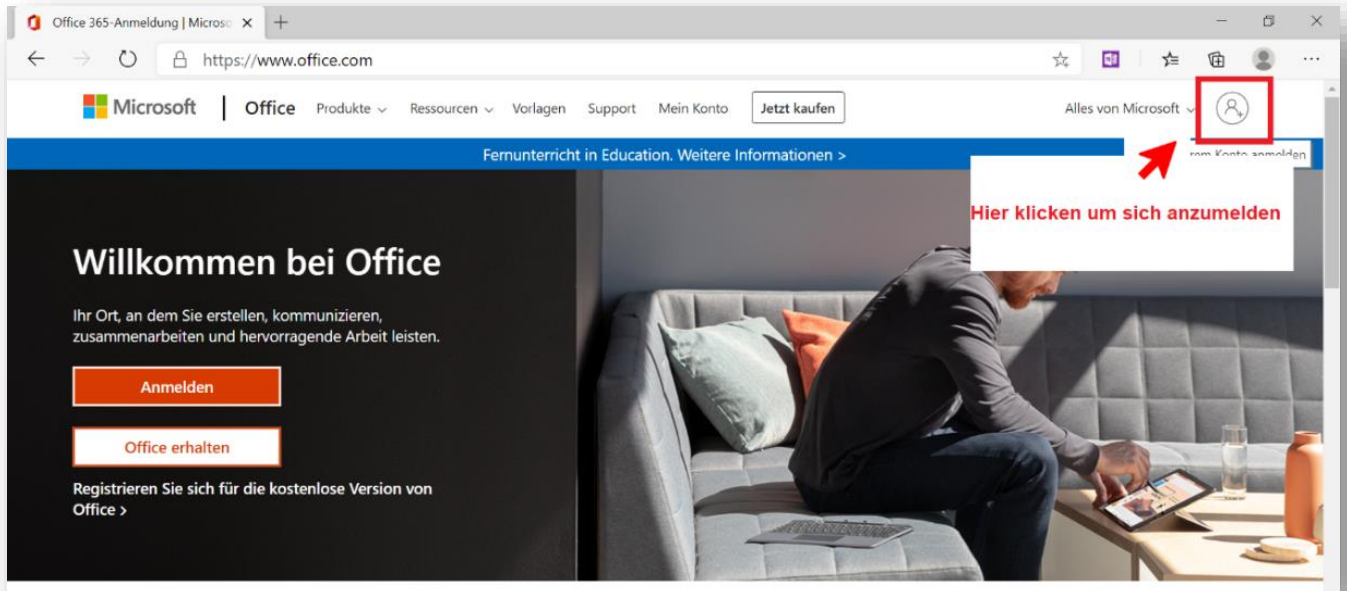 Office 365-Anmeldung | Microso
https://www.office.com
Microsoft | Office Produkte Ressourcen Vorlagen Support Mein Konto Jetzt kaufen Alles von Microsoft
Fernunterricht in Education. Weitere Informationen >
Konto anmelden
Hier klicken um sich anzumelden
Willkommen bei Office
Ihr Ort, an dem Sie erstellen, kommunizieren,
zusammenarbeiten und hervorragende Arbeit leisten.
Anmelden
Office erhalten
Registrieren Sie sich für die kostenlose Version von
Office >